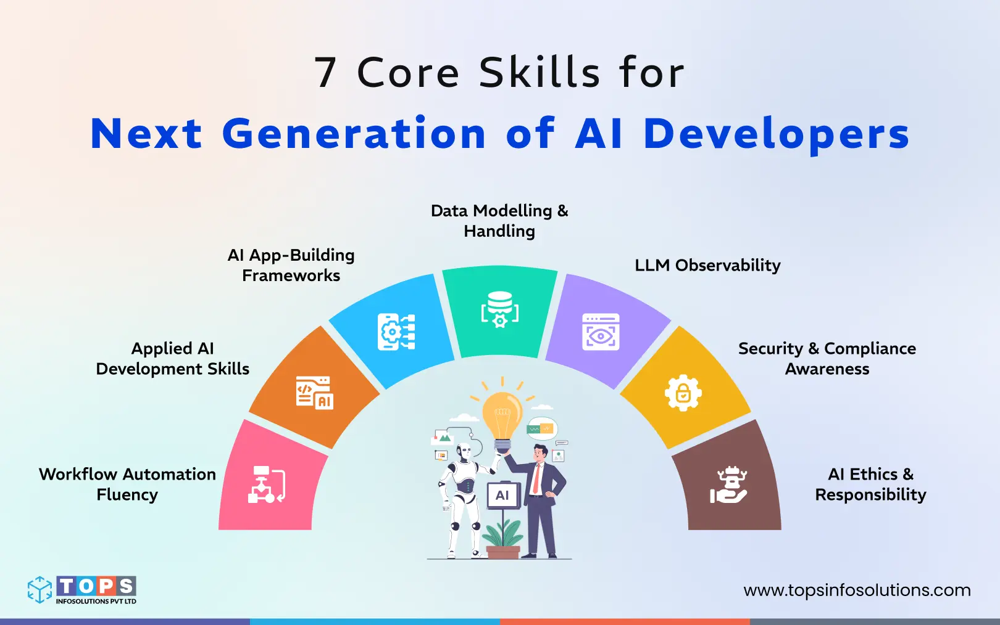 7 Core Skills for
Next Generation of AI Developers
Data Modelling &
Handling
AI App-Building
Frameworks
LLM Observability
Applied AI
Development Skills
Security & Compliance
Awareness
Workflow Automation
Fluency
AI Ethics &
Responsibility
AI
AI
TOPS
INFOSOLUTIONS PVT LTD
www.topsinfosolutions.com